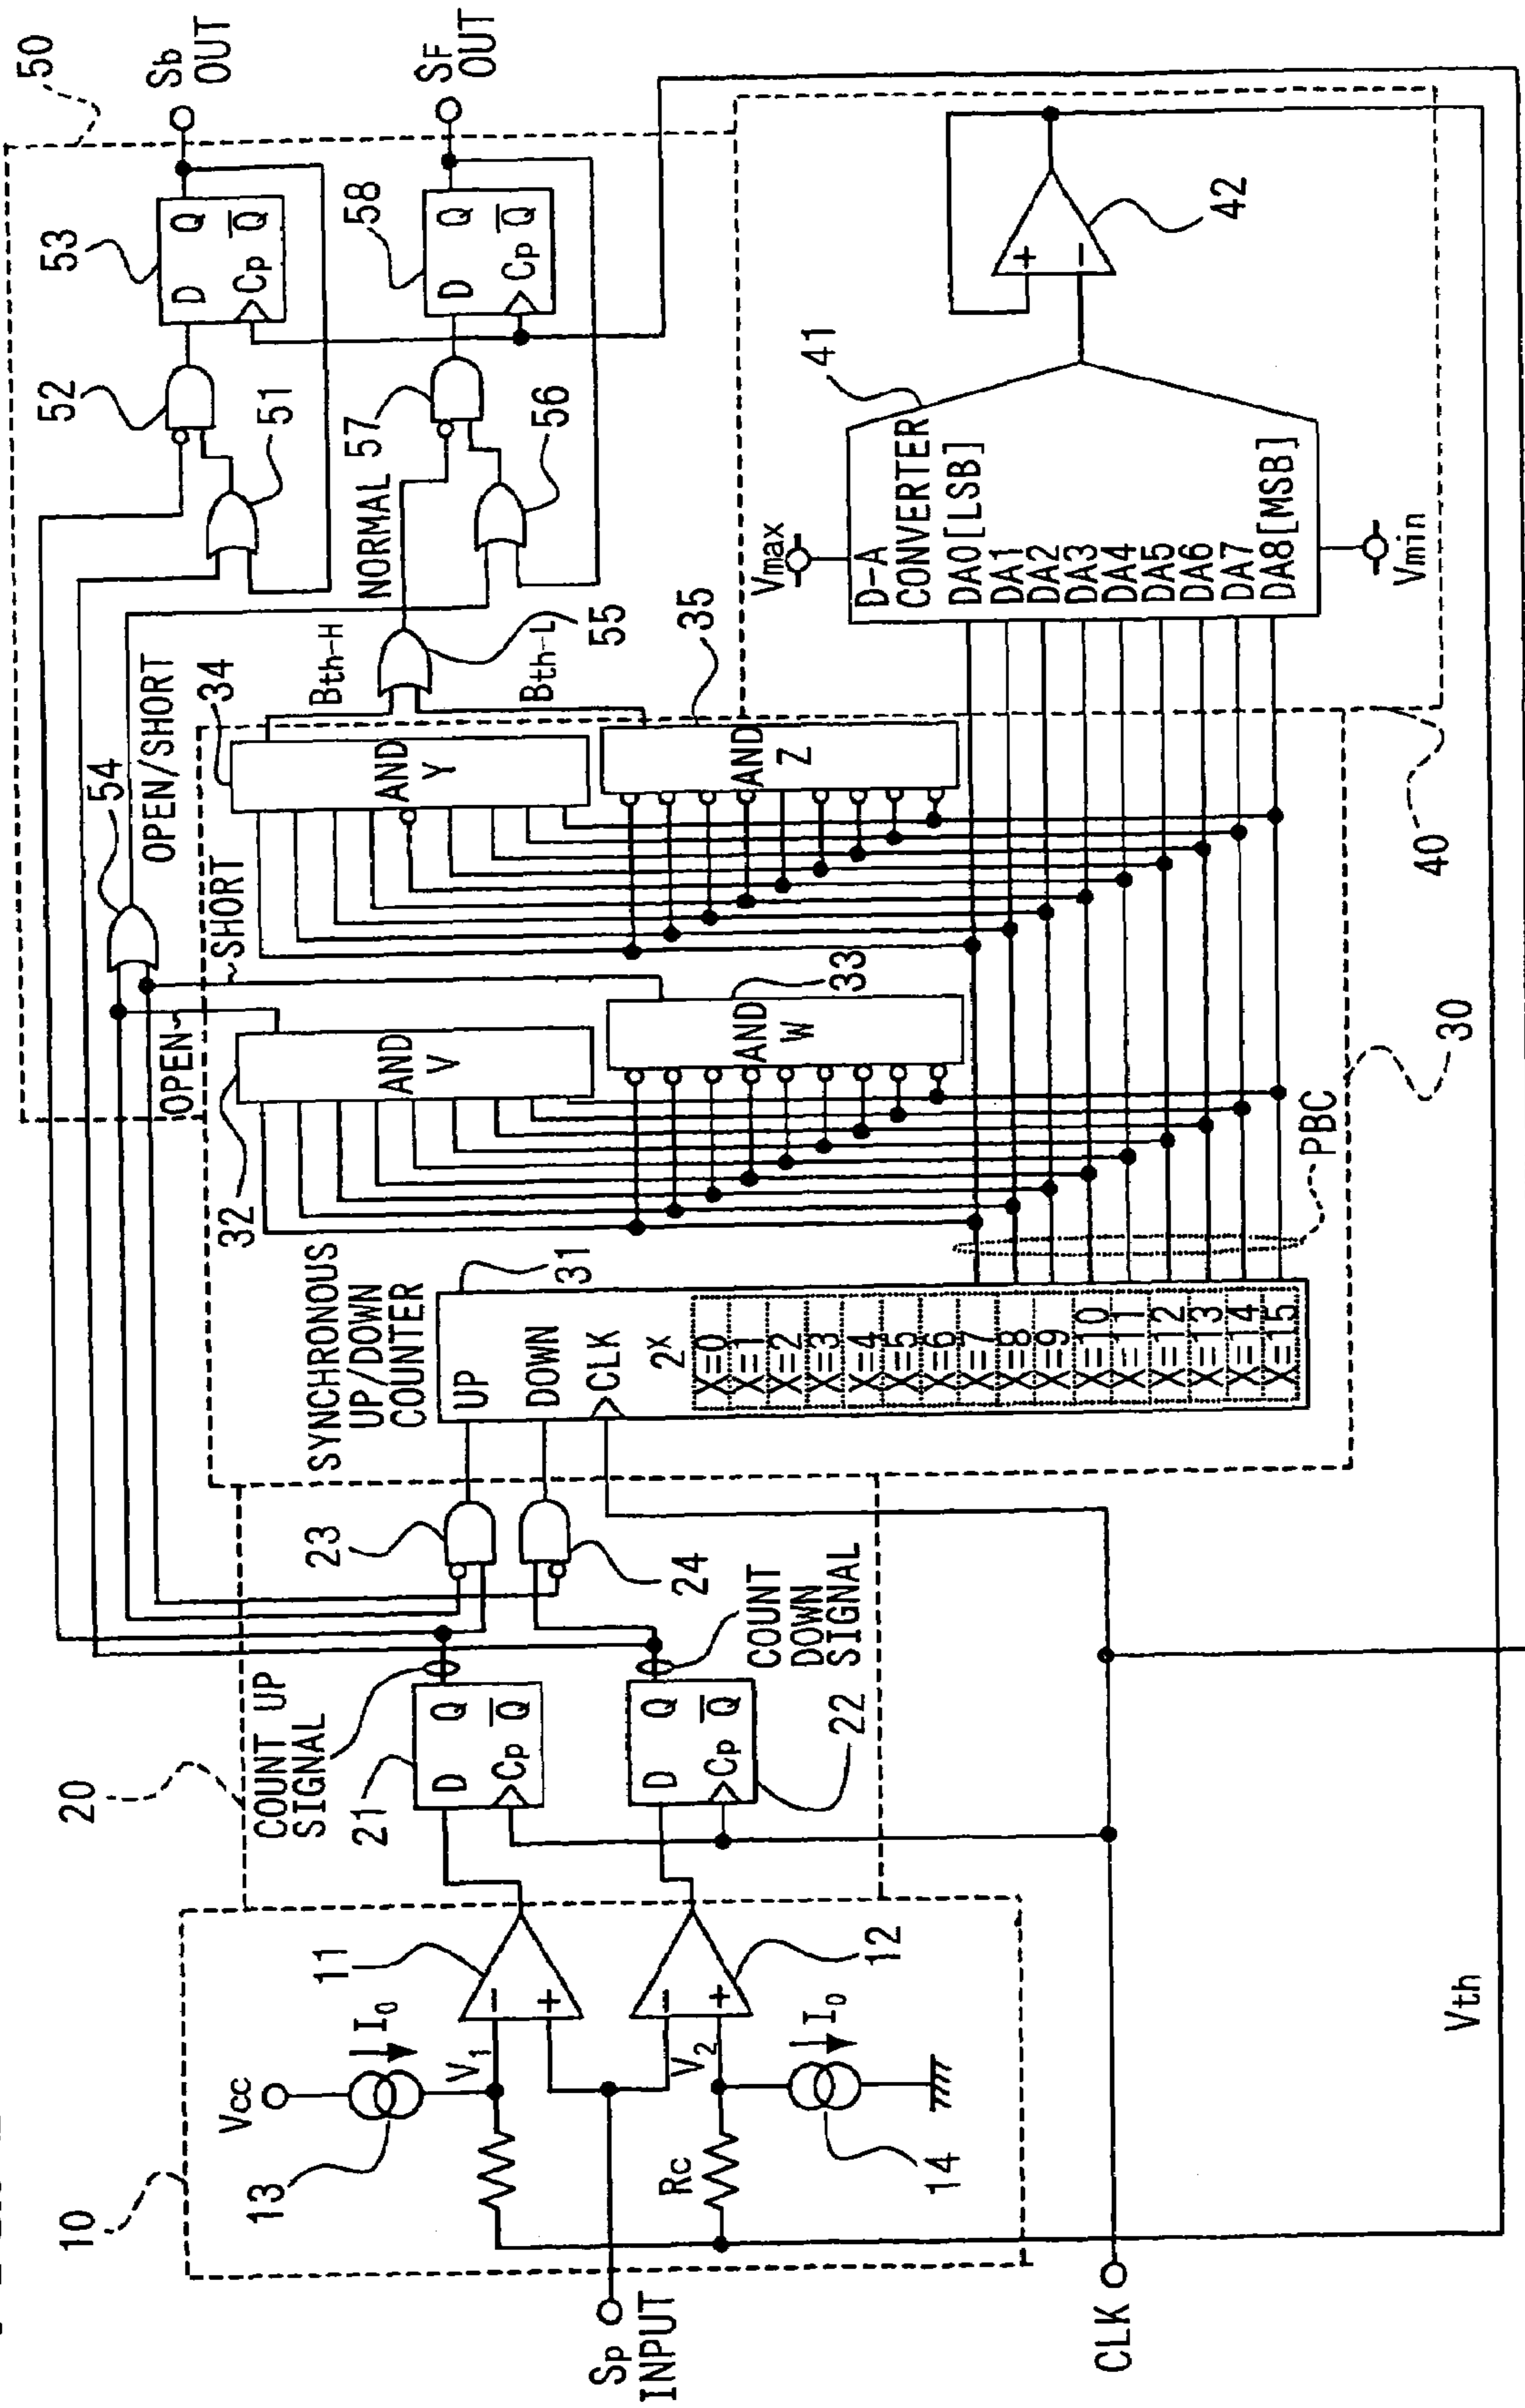 10
Vcc
13
I0
V1
11
Sp
INPUT
Rc
V2
12
I0
14
CLK
Vth
20
COUNT UP
SIGNAL
21
D
Q
Cp
Q
D
Q
Cp
Q
22
COUNT
DOWN
SIGNAL
23
24
SYNCHRONOUS
UP/DOWN
COUNTER
31
UP
DOWN
CLK
2x
X=0
X=1
X=2
X=3
X=4
X=5
X=6
X=7
X=8
X=9
X=10
X=11
X=12
X=13
X=14
X=15
PBC
30
32
OPEN
AND
V
SHORT
AND
W
33
54
OPEN/SHORT
34
AND
Y
AND
Z
35
Bth-H
Bth-L
55
NORMAL
40
50
52
51
53
D
Q
Cp
Q
Sb
OUT
57
56
58
D
Q
Cp
Q
SF
OUT
Vmax
41
D-A
CONVERTER
DA0[LSB]
DA1
DA2
DA3
DA4
DA5
DA6
DA7
DA8[MSB]
Vmin
42